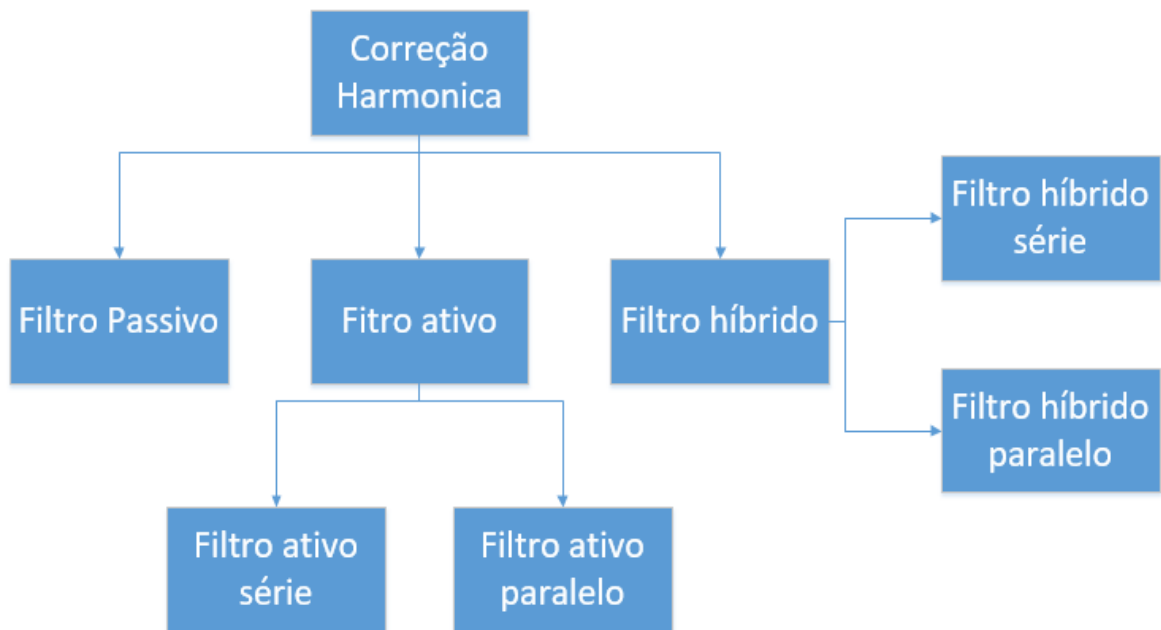 Correção
Harmonica
Filtro Passivo
Fitro ativo
Filtro híbrido
Filtro híbrido
série
Filtro híbrido
paralelo
Filtro ativo
série
Filtro ativo
paralelo